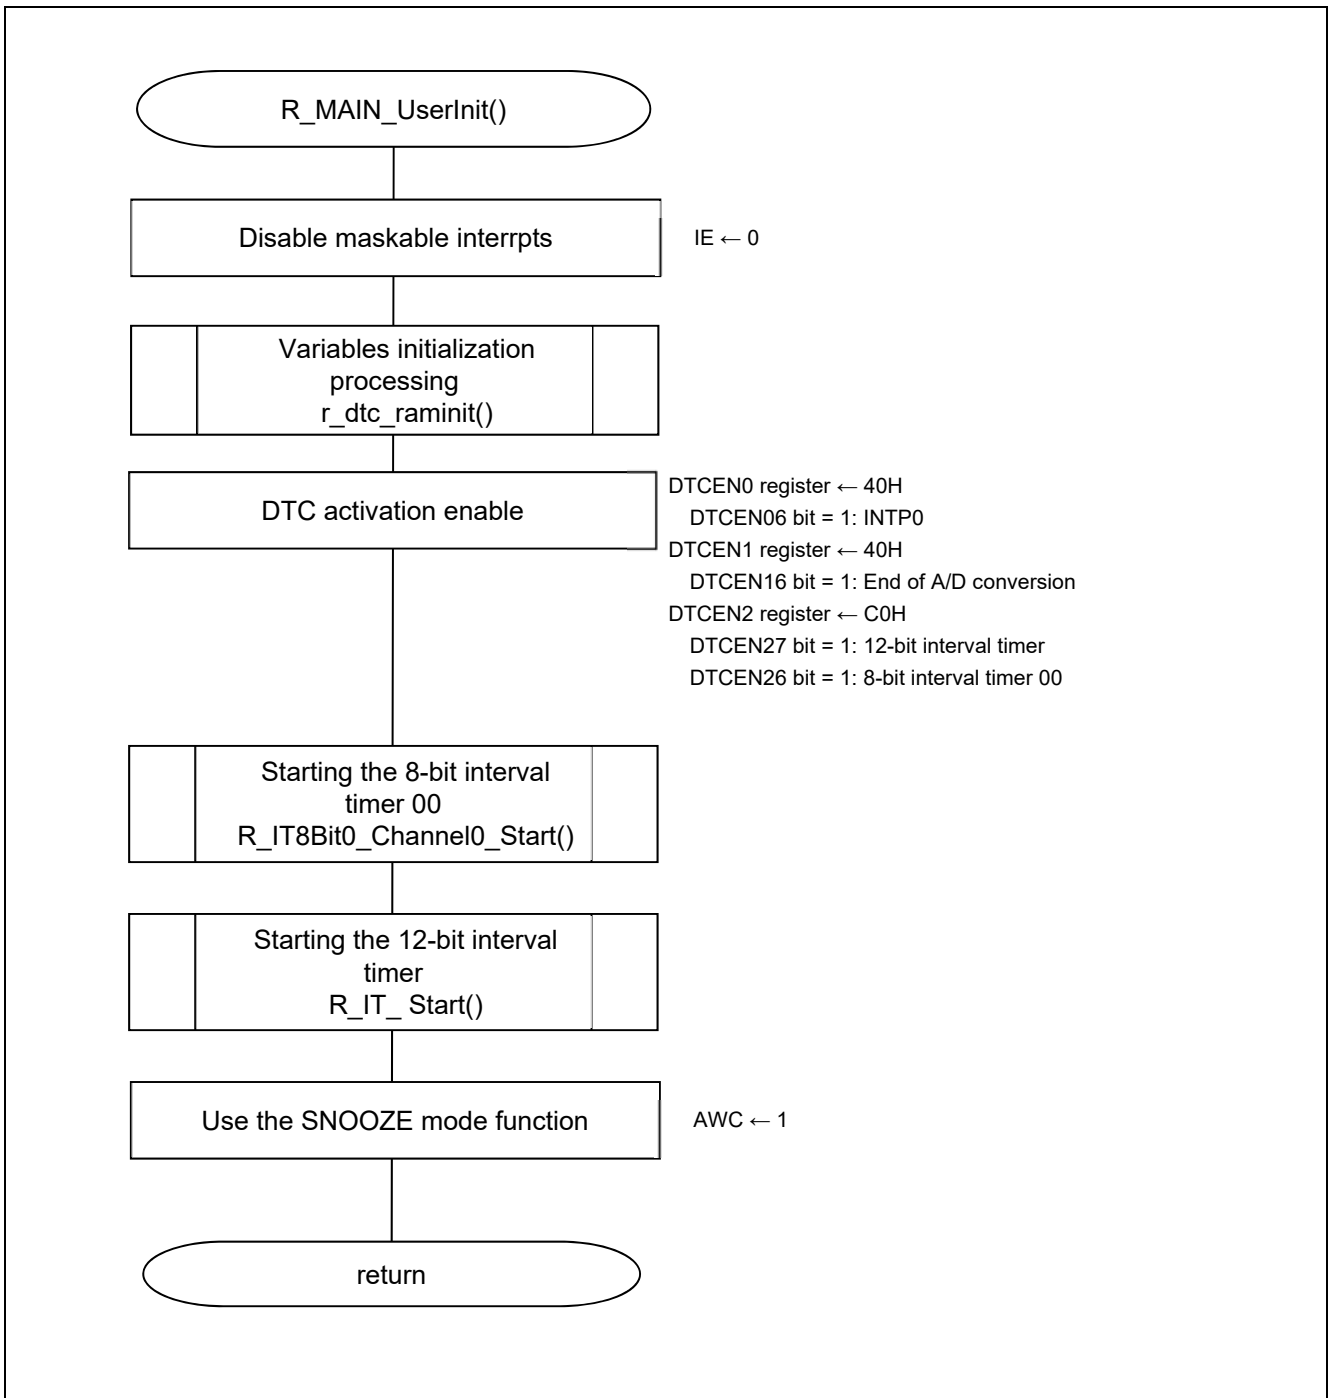 R_MAIN_UserInit()
Disable maskable interrpts
IE ← 0
Variables initialization
processing
r_dtc_raminit()
DTC activation enable
DTCEN0 register ← 40H
DTCEN06 bit = 1: INTP0
DTCEN1 register ← 40H
DTCEN16 bit = 1: End of A/D conversion
DTCEN2 register ← C0H
DTCEN27 bit = 1: 12-bit interval timer
DTCEN26 bit = 1: 8-bit interval timer 00
Starting the 8-bit interval
timer 00
R_IT8Bit0_Channel0_Start()
Starting the 12-bit interval
timer
R_IT_ Start()
Use the SNOOZE mode function
AWC ← 1
return